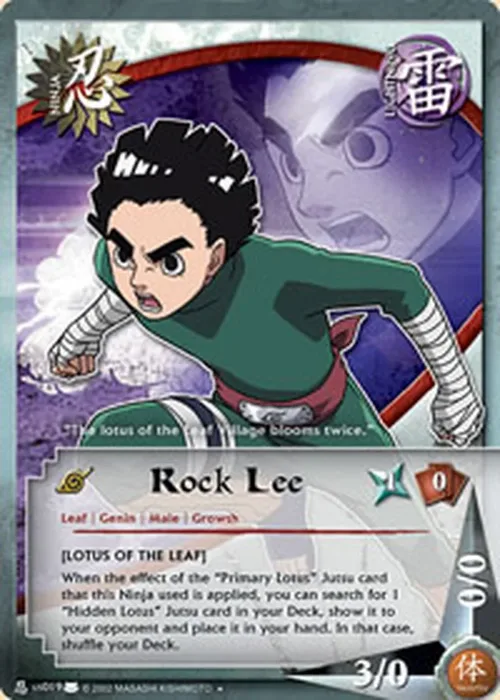 忍
NINJA
雷
LIGHTNING
"The lotus of the Leaf Village blooms twice."
Rock Lee
1
0
Leaf | Genin | Male | Growth
[LOTUS OF THE LEAF]
When the effect of the "Primary Lotus" Jutsu card
that this Ninja used is applied, you can search for 1
"Hidden Lotus" Jutsu card in your Deck, show it to
your opponent and place it in your hand. In that case,
shuffle your Deck.
0/0
体
© 2002 MASASHI KISHIMOTO
3/0